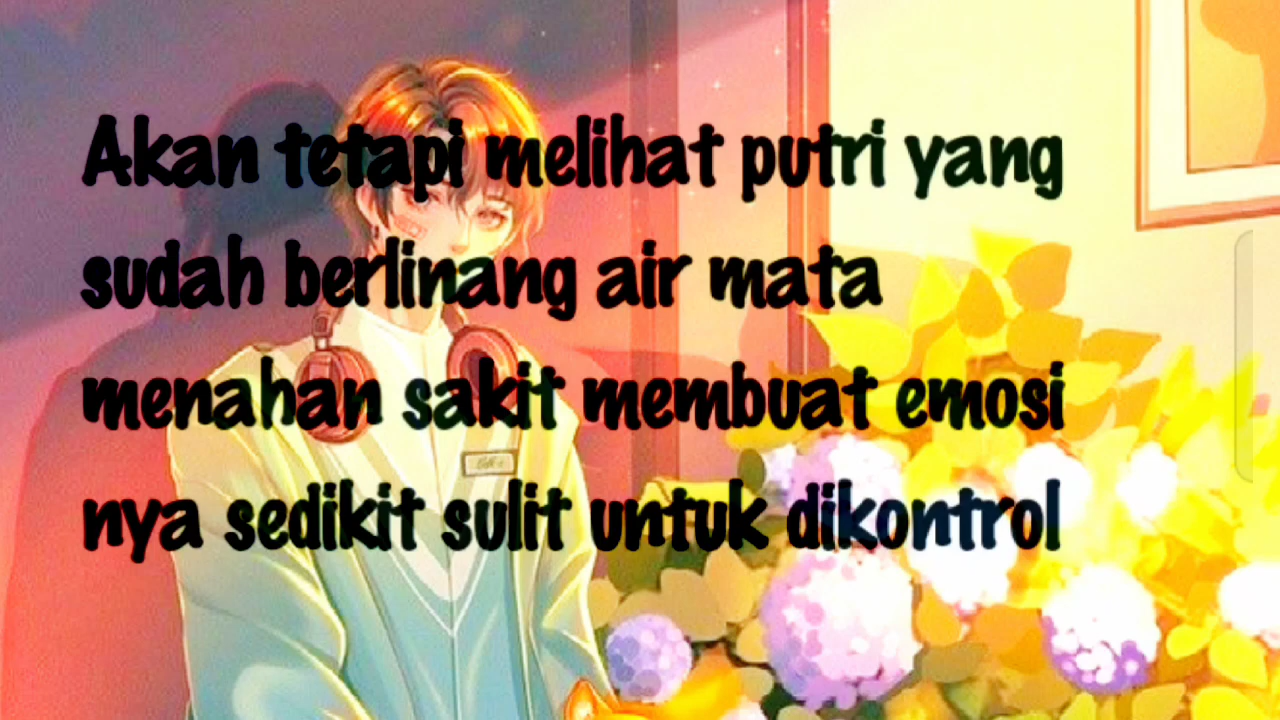 Akan tetapi melihat putri yang
sudah berlinang air mata
menahan sakit membuat emosi
nya sedikit sulit untuk dikontrol